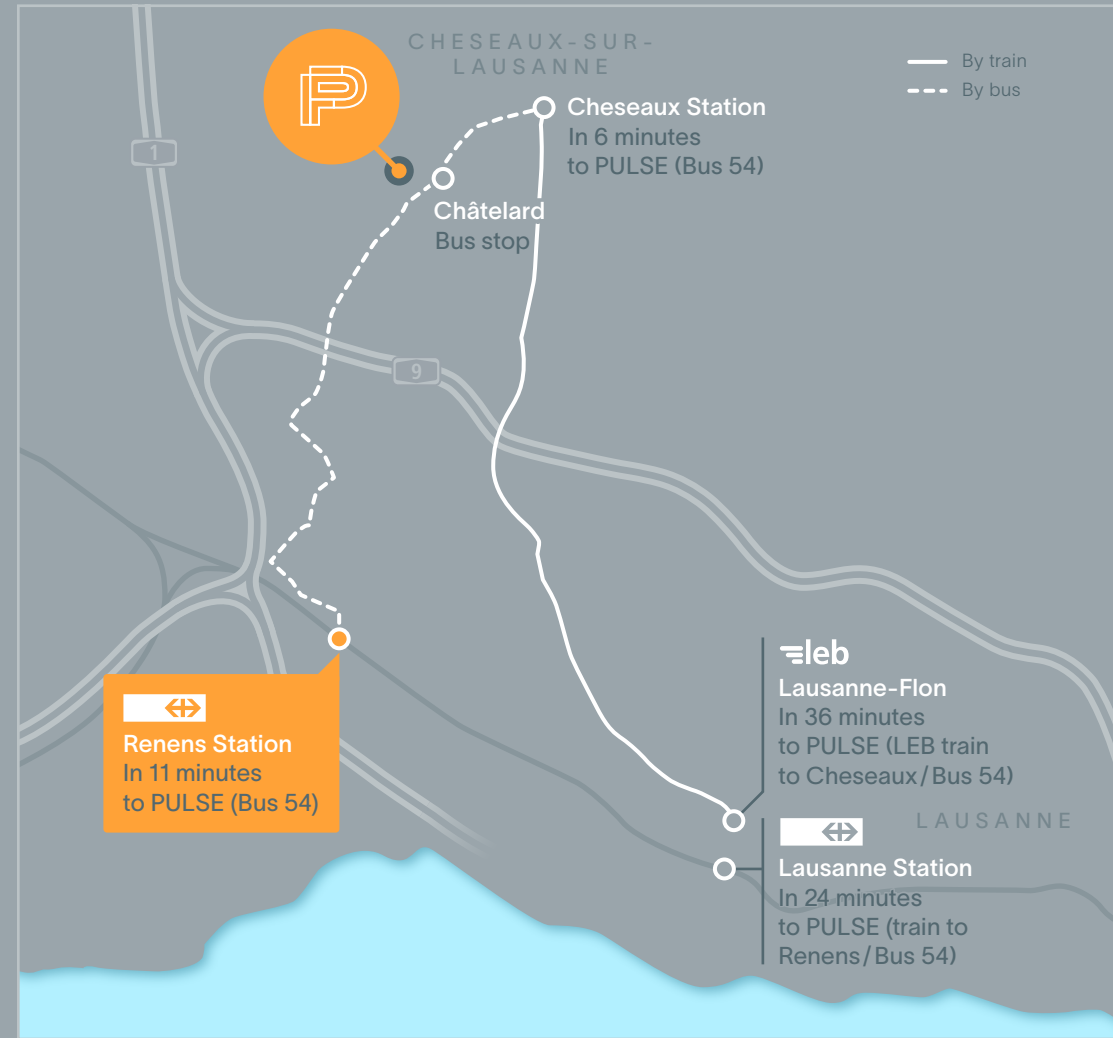 CHESEAUX-SUR-
LAUSANNE
By train
By bus
P
Cheseaux Station
In 6 minutes
to PULSE (Bus 54)
1
Châtelard
Bus stop
9
leb
Lausanne-Flon
In 36 minutes
to PULSE (LEB train
to Cheseaux/Bus 54)
Renens Station
In 11 minutes
to PULSE (Bus 54)
LAUSANNE
Lausanne Station
In 24 minutes
to PULSE (train to
Renens/Bus 54)